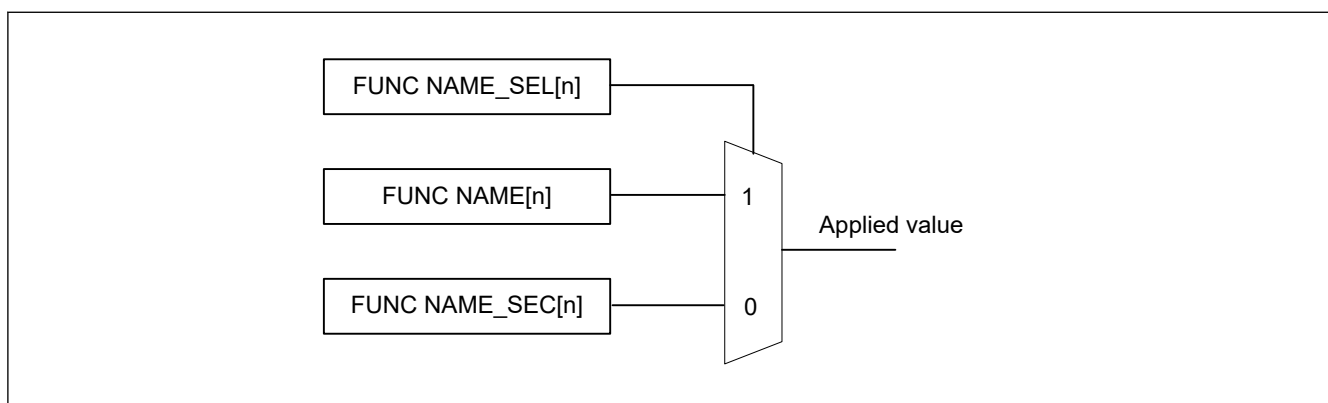 FUNC NAME_SEL[n]
FUNC NAME[n]
1
Applied value
FUNC NAME_SEC[n]
0